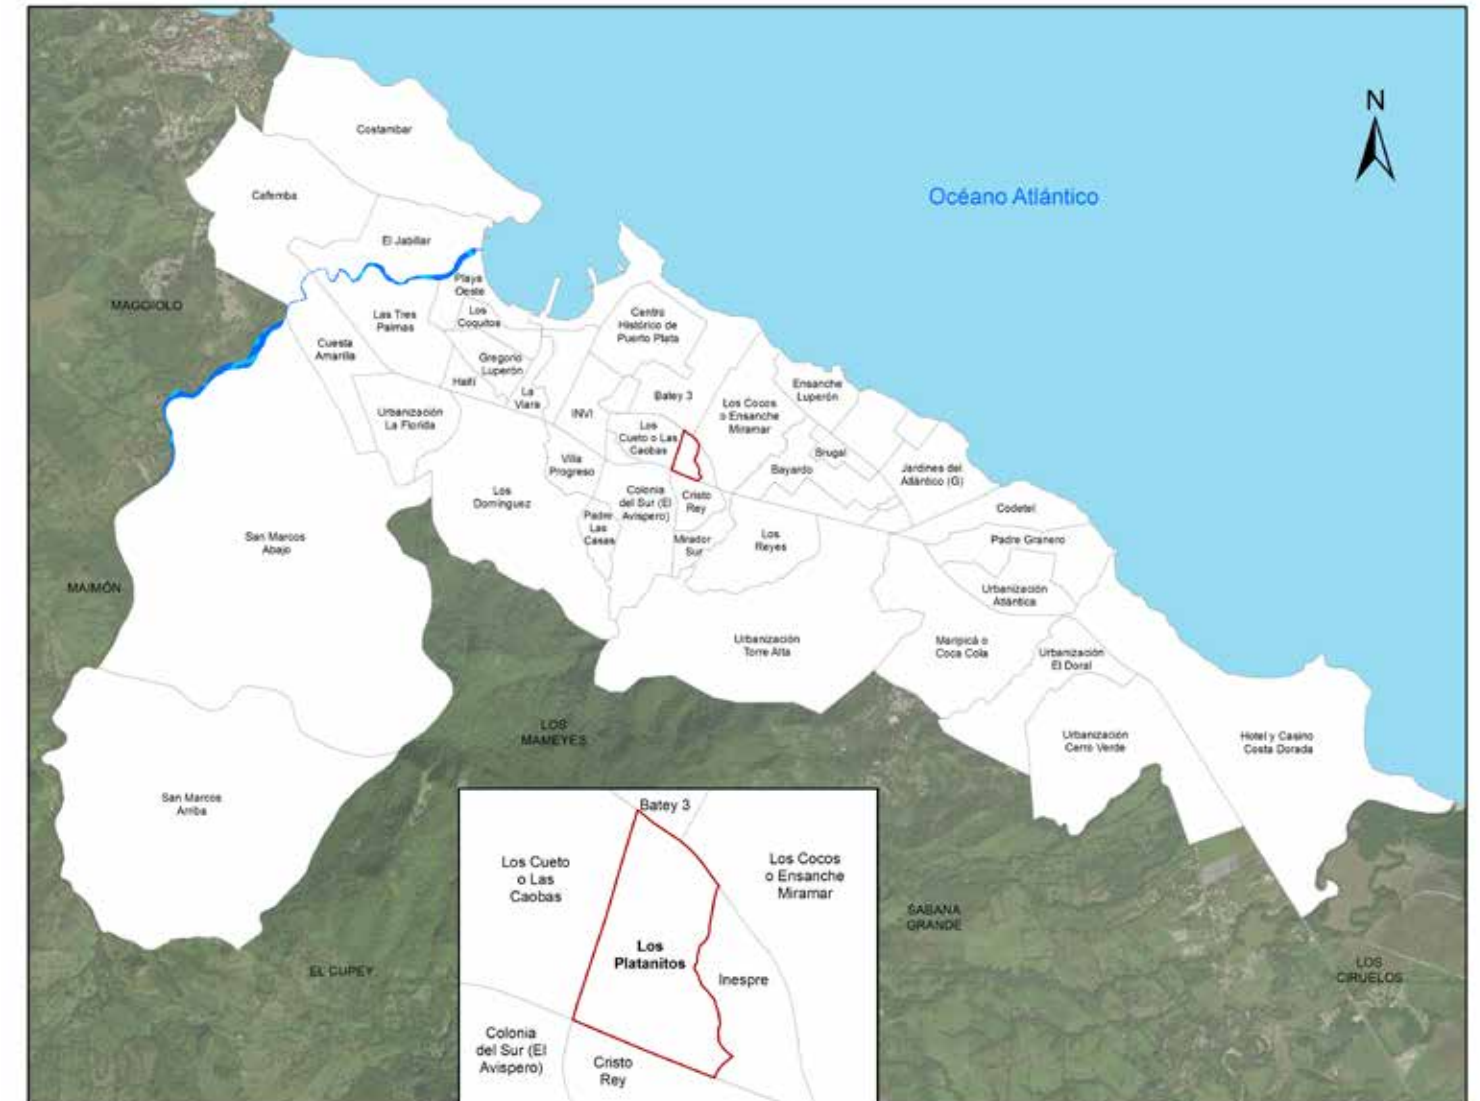 N
Costambar
Océano Atlántico
Cafemba
El Jabillar
Playa
Oeste
MAGGIOLO
Las Tres
Palmas
Los
Coquitos
Centro
Histórico de
Puerto Plata
Cuesta
Amarilla
Gregorio
Luperón
Haití
La
Viara
Batey 3
Ensanche
Luperón
Urbanización
La Florida
INVI
Los Cocos
o Ensanche
Miramar
Los
Cueto o Las
Caobas
Brugal
Villa
Progreso
Bayardo
Jardines del
Atlántico (G)
Los
Domínguez
Colonia
del Sur (El
Avispero)
Cristo
Rey
Codetel
Padre
Las
Casas
San Marcos
Abajo
Mirador
Sur
Los
Reyes
Padre Granero
MAIMÓN
Urbanización
Atlántica
Urbanización
Torre Alta
Maripicá o
Coca Cola
Urbanización
El Doral
LOS
MAMEYES
Urbanización
Cerro Verde
Hotel y Casino
Costa Dorada
San Marcos
Arriba
Batey 3
Los Cueto
o Las
Caobas
Los Cocos
o Ensanche
Miramar
SABANA
GRANDE
Los
Platanitos
Inespre
EL CUPEY
LOS
CIRUELOS
Colonia
del Sur (El
Avispero)
Cristo
Rey